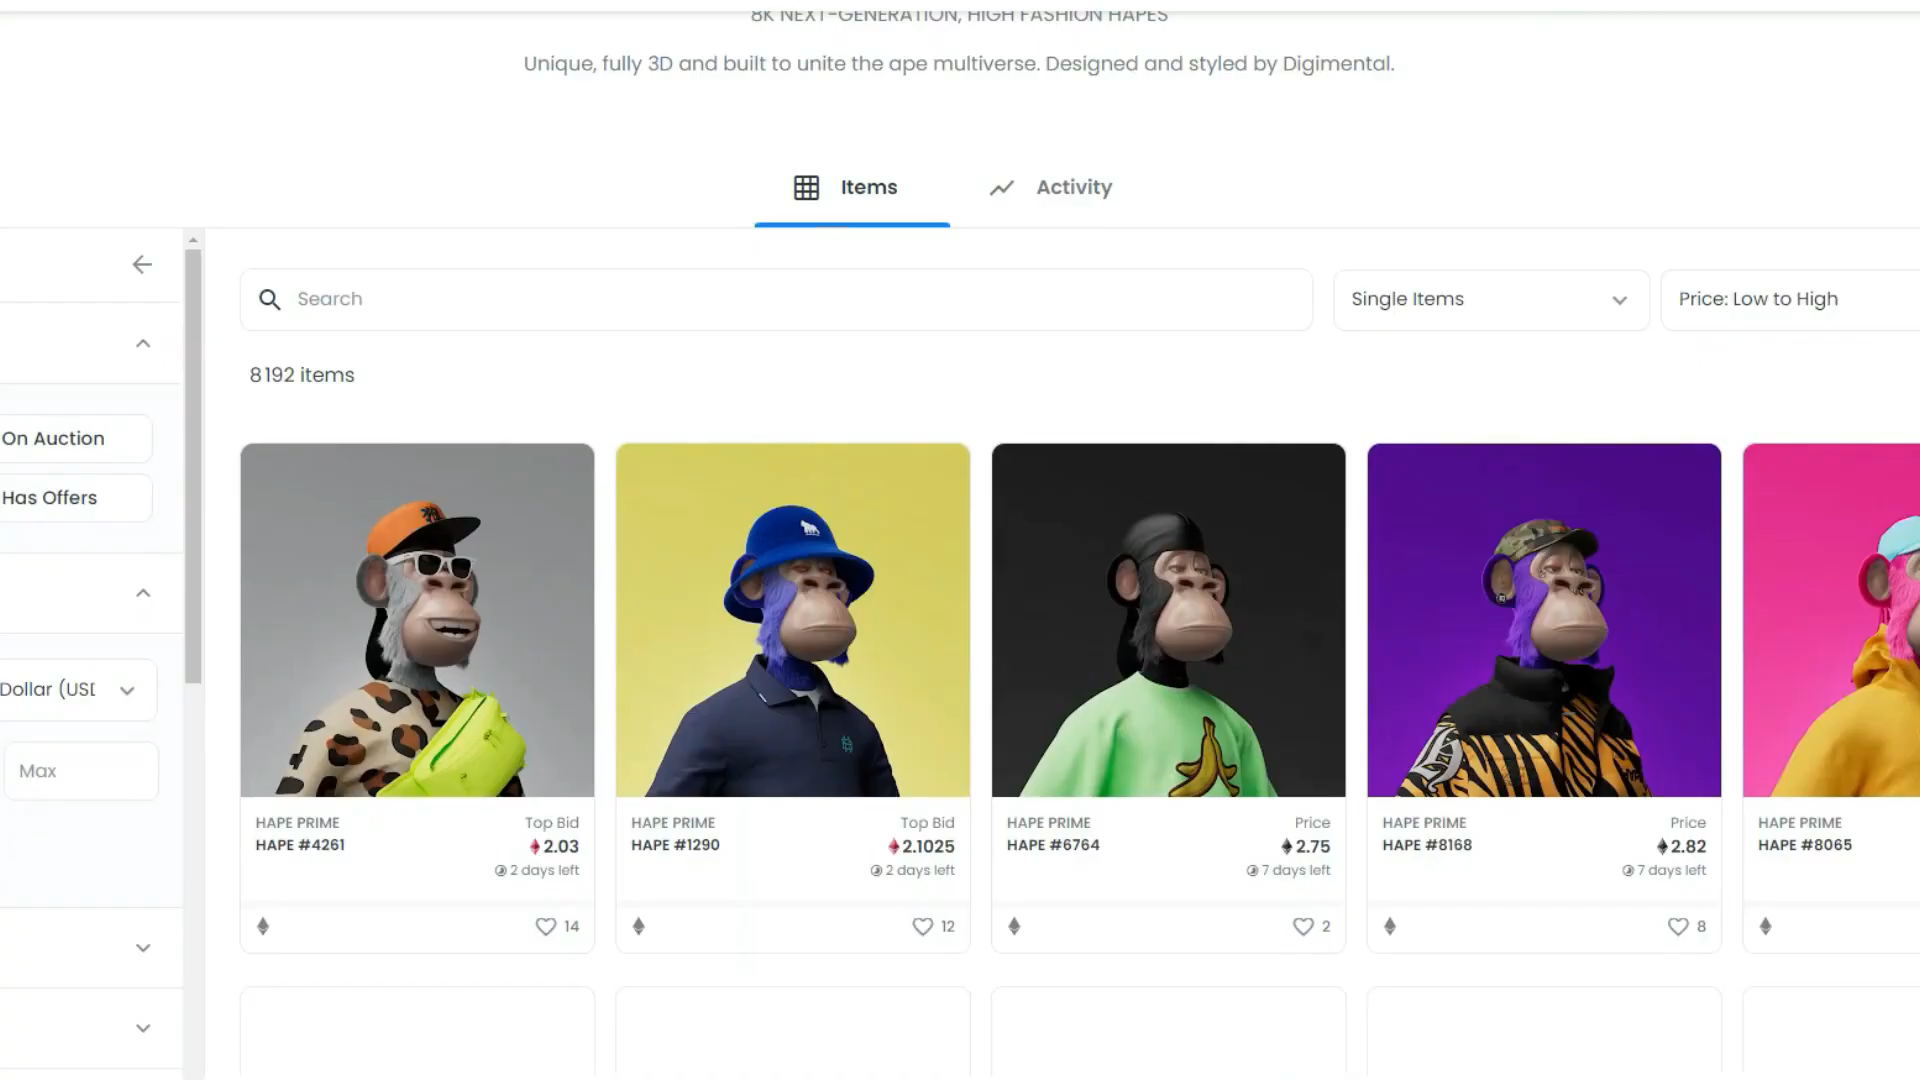 8K NEXT-GENERATION, HIGH FASHION HAPES
Unique, fully 3D and built to unite the ape multiverse. Designed and styled by Digimental.
Items
Activity
Search
Single Items
Price: Low to High
8192 items
On Auction
Has Offers
Dollar (USD
Max
HAPE PRIME
HAPE #4261
Top Bid
2.03
2 days left
14
HAPE PRIME
HAPE #1290
Top Bid
2.1025
2 days left
12
HAPE PRIME
HAPE #6764
Price
2.75
7 days left
2
HAPE PRIME
HAPE #8168
Price
2.82
7 days left
8
HAPE PRIME
HAPE #8065